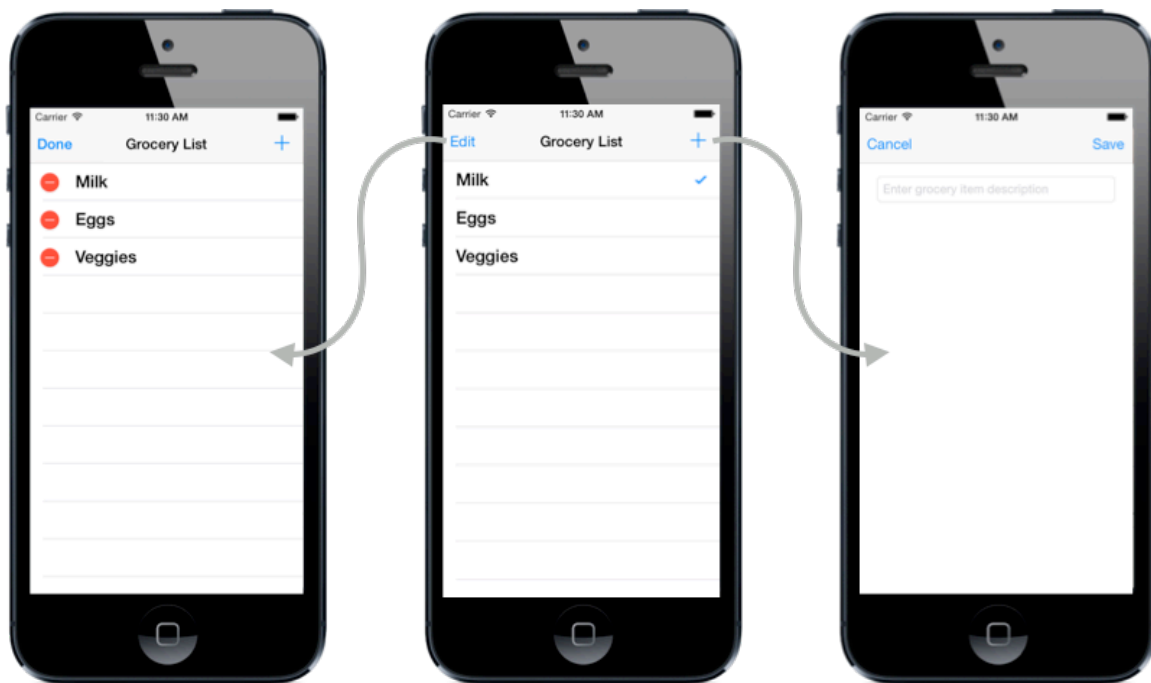 Carrier 11:30 AM
Done Grocery List +
Milk
Eggs
Veggies
Carrier 11:30 AM
Edit Grocery List +
Milk
Eggs
Veggies
Carrier 11:30 AM
Cancel Save
Enter grocery item description